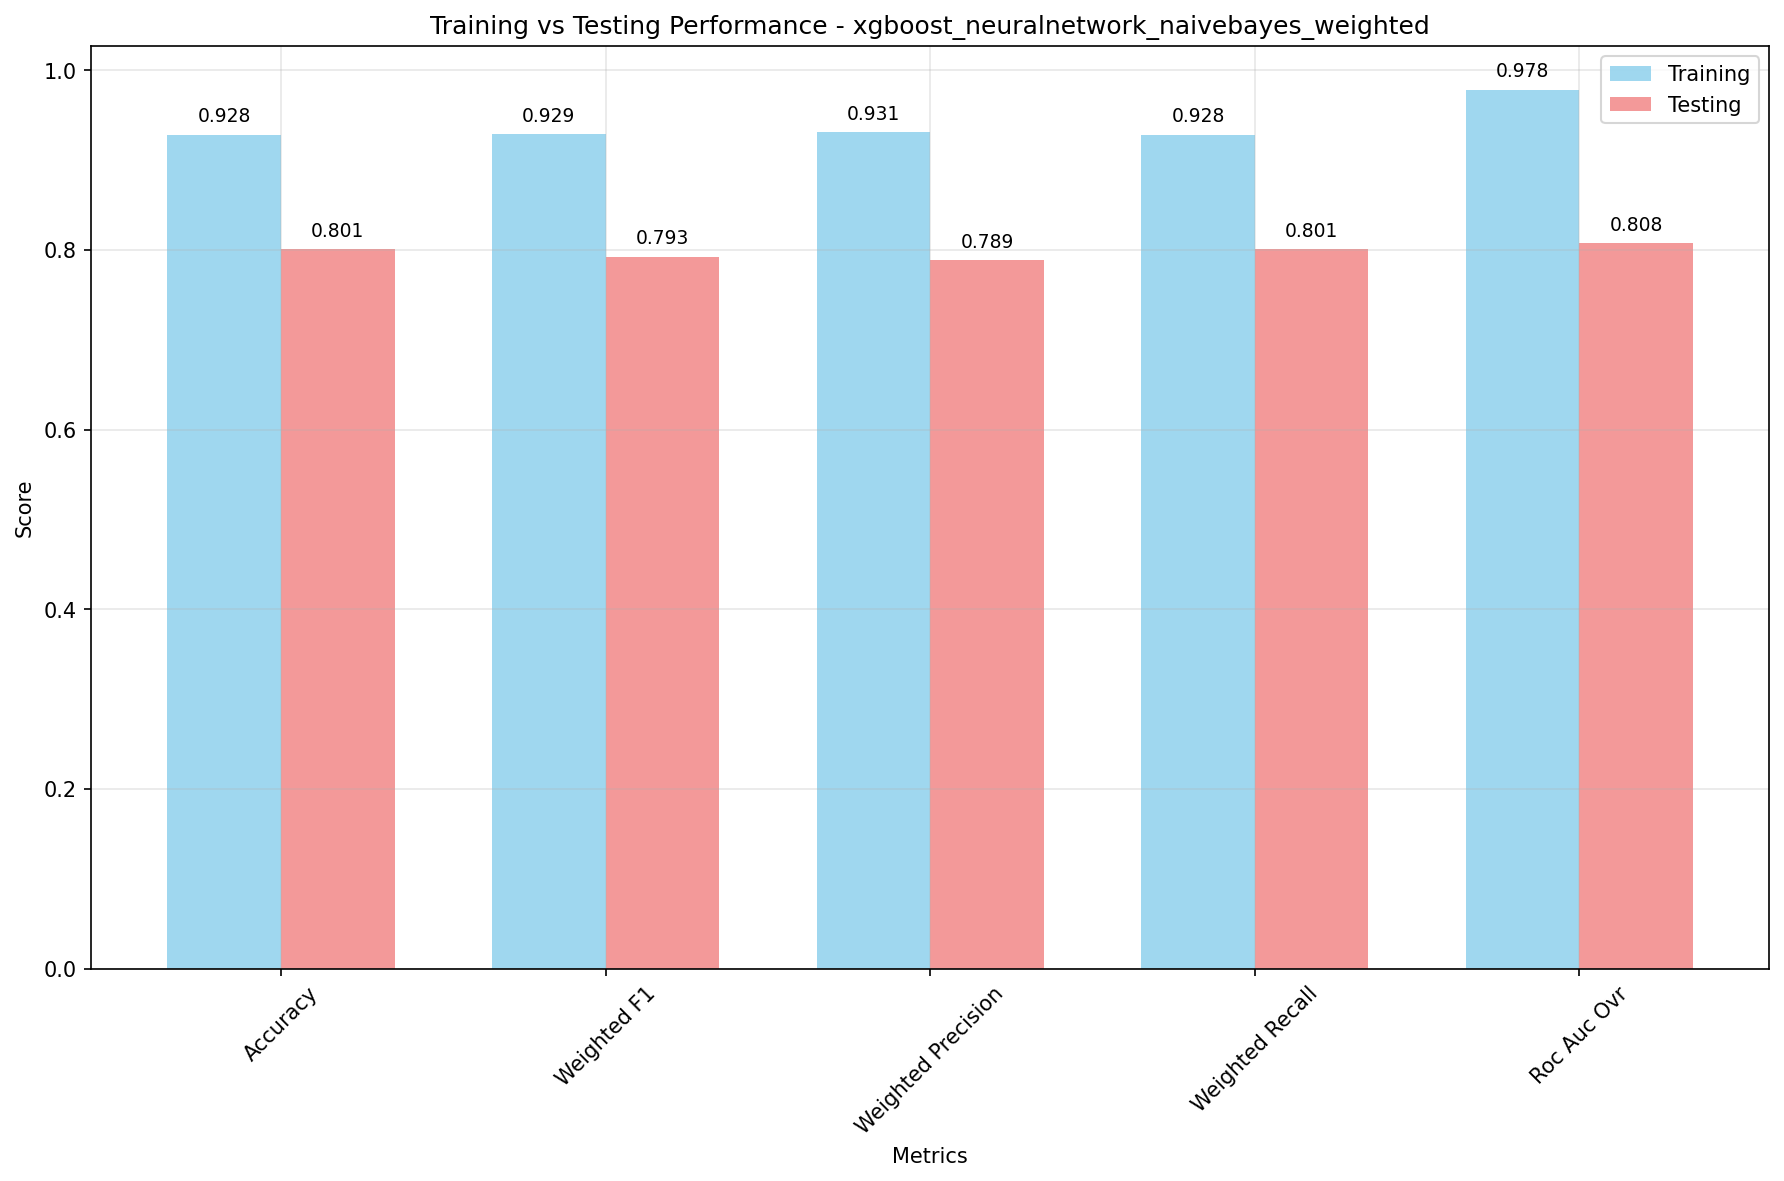 Training vs Testing Performance - xgboost_neuralnetwork_naivebayes_weighted
Training
Testing
Score
1.0
0.8
0.6
0.4
0.2
0.0
0.928
0.801
0.929
0.793
0.931
0.789
0.928
0.801
0.978
0.808
Accuracy
Weighted F1
Weighted Precision
Weighted Recall
Roc Auc Ovr
Metrics